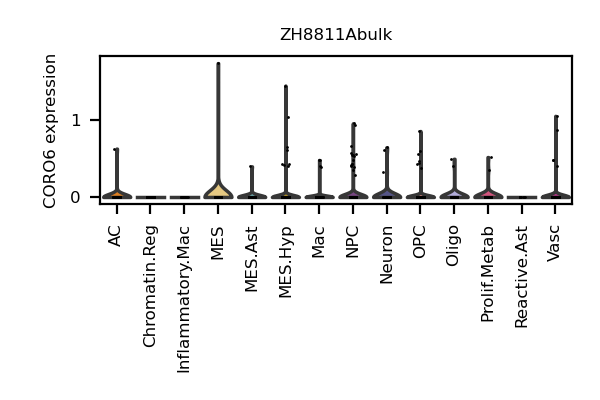 ZH8811Abulk
CORO6 expression
1
0
AC
Chromatin.Reg
Inflammatory.Mac
MES
MES.Ast
MES.Hyp
Mac
NPC
Neuron
OPC
Oligo
Prolif.Metab
Reactive.Ast
Vasc